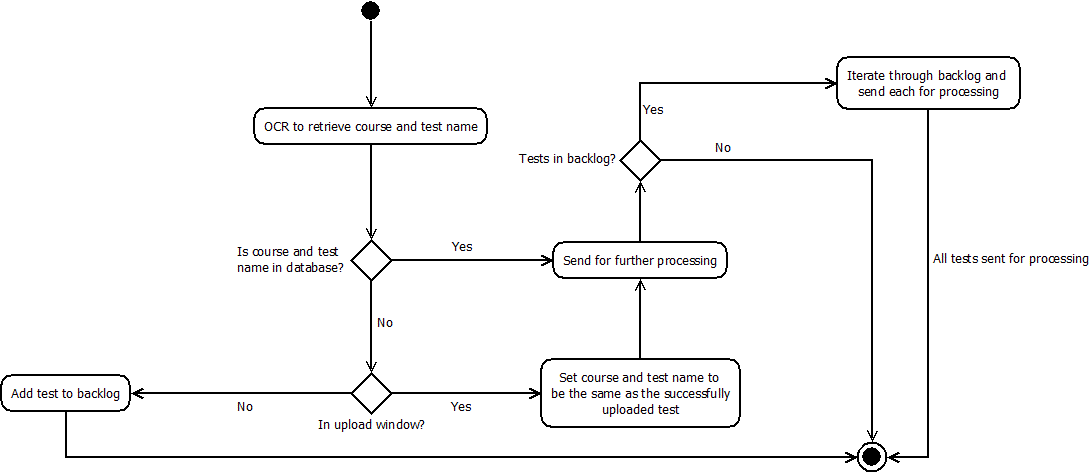 Iterate through backlog and
send each for processing
Yes
OCR to retrieve course and test name
Tests in backlog?
No
Is course and test
name in database?
Yes
Send for further processing
All tests sent for processing
No
Add test to backlog
Set course and test name to
be the same as the successfully
uploaded test
No
Yes
In upload window?